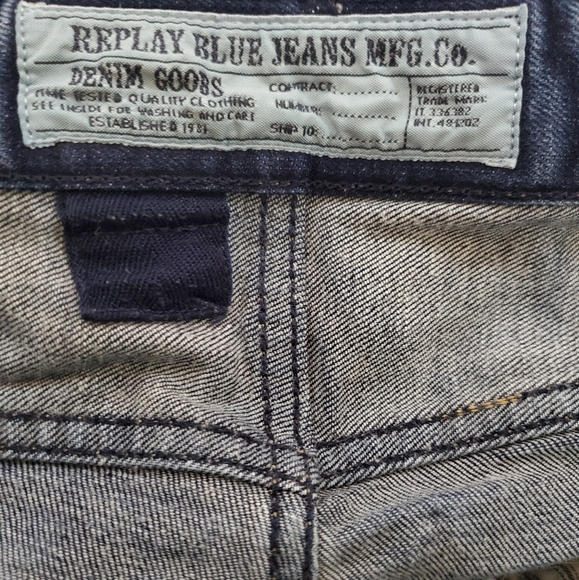 REPLAY BLUE JEANS MFG.Co.
DENIM GOODS
TIME TESTED QUALITY CLOTHING
SEE INSIDE FOR WASHING AND CARE
ESTABLISHED 1981
CONTRACT:
NUMBER:
SHIP TO:
REGISTERED
TRADE MARK
IT. 336382
INT. 484202